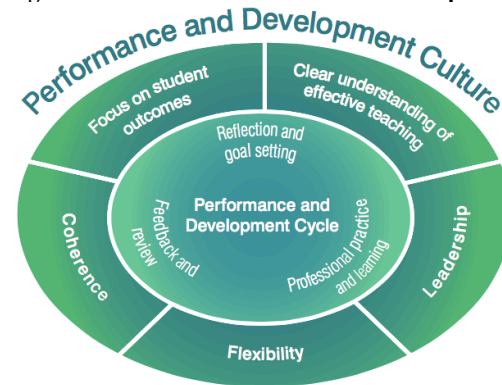 Performance and Development Culture
Focus on student
outcomes
Clear understanding of
effective teaching
Reflection and
goal setting
Performance and
Development Cycle
Feedback and
review
Professional practice
and learning
Coherence
Leadership
Flexibility